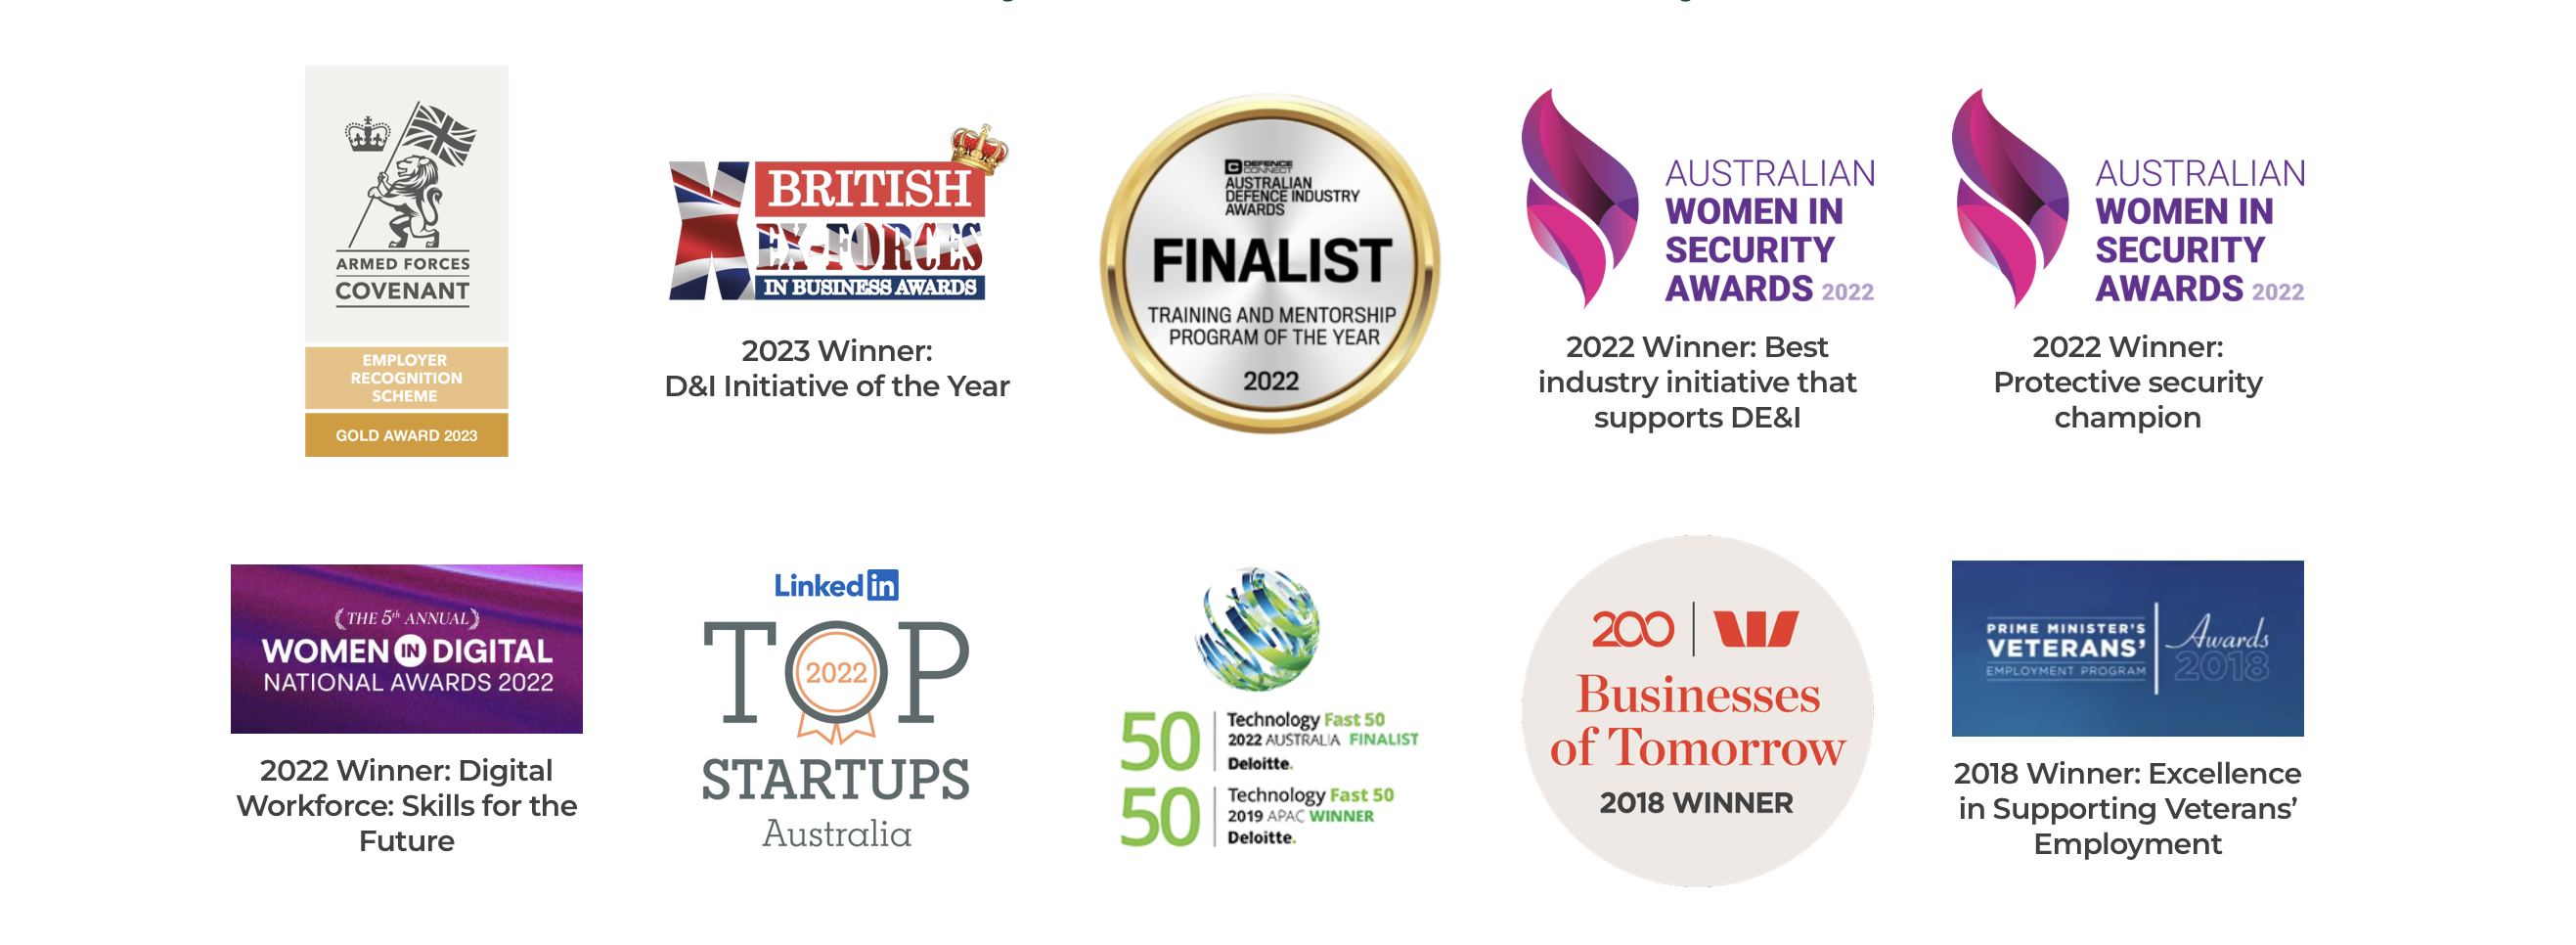 ARMED FORCES
COVENANT
EMPLOYER
RECOGNITION
SCHEME
GOLD AWARD 2023
BRITISH
EX-FORCES
IN BUSINESS AWARDS
2023 Winner:
D&I Initiative of the Year
DEFENCE
CONNECT
AUSTRALIAN
DEFENCE INDUSTRY
AWARDS
FINALIST
TRAINING AND MENTORSHIP
PROGRAM OF THE YEAR
2022
AUSTRALIAN
WOMEN IN
SECURITY
AWARDS 2022
2022 Winner: Best
industry initiative that
supports DE&I
AUSTRALIAN
WOMEN IN
SECURITY
AWARDS 2022
2022 Winner:
Protective security
champion
THE 5th ANNUAL
WOMEN IN DIGITAL
NATIONAL AWARDS 2022
2022 Winner: Digital
Workforce: Skills for the
Future
Linked in
TOP
2022
STARTUPS
Australia
50 Technology Fast 50
2022 AUSTRALIA FINALIST
Deloitte.
50 Technology Fast 50
2019 APAC WINNER
Deloitte.
200
Businesses
of Tomorrow
2018 WINNER
PRIME MINISTER'S
VETERANS'
EMPLOYMENT PROGRAM
Awards
2018
2018 Winner: Excellence
in Supporting Veterans’
Employment